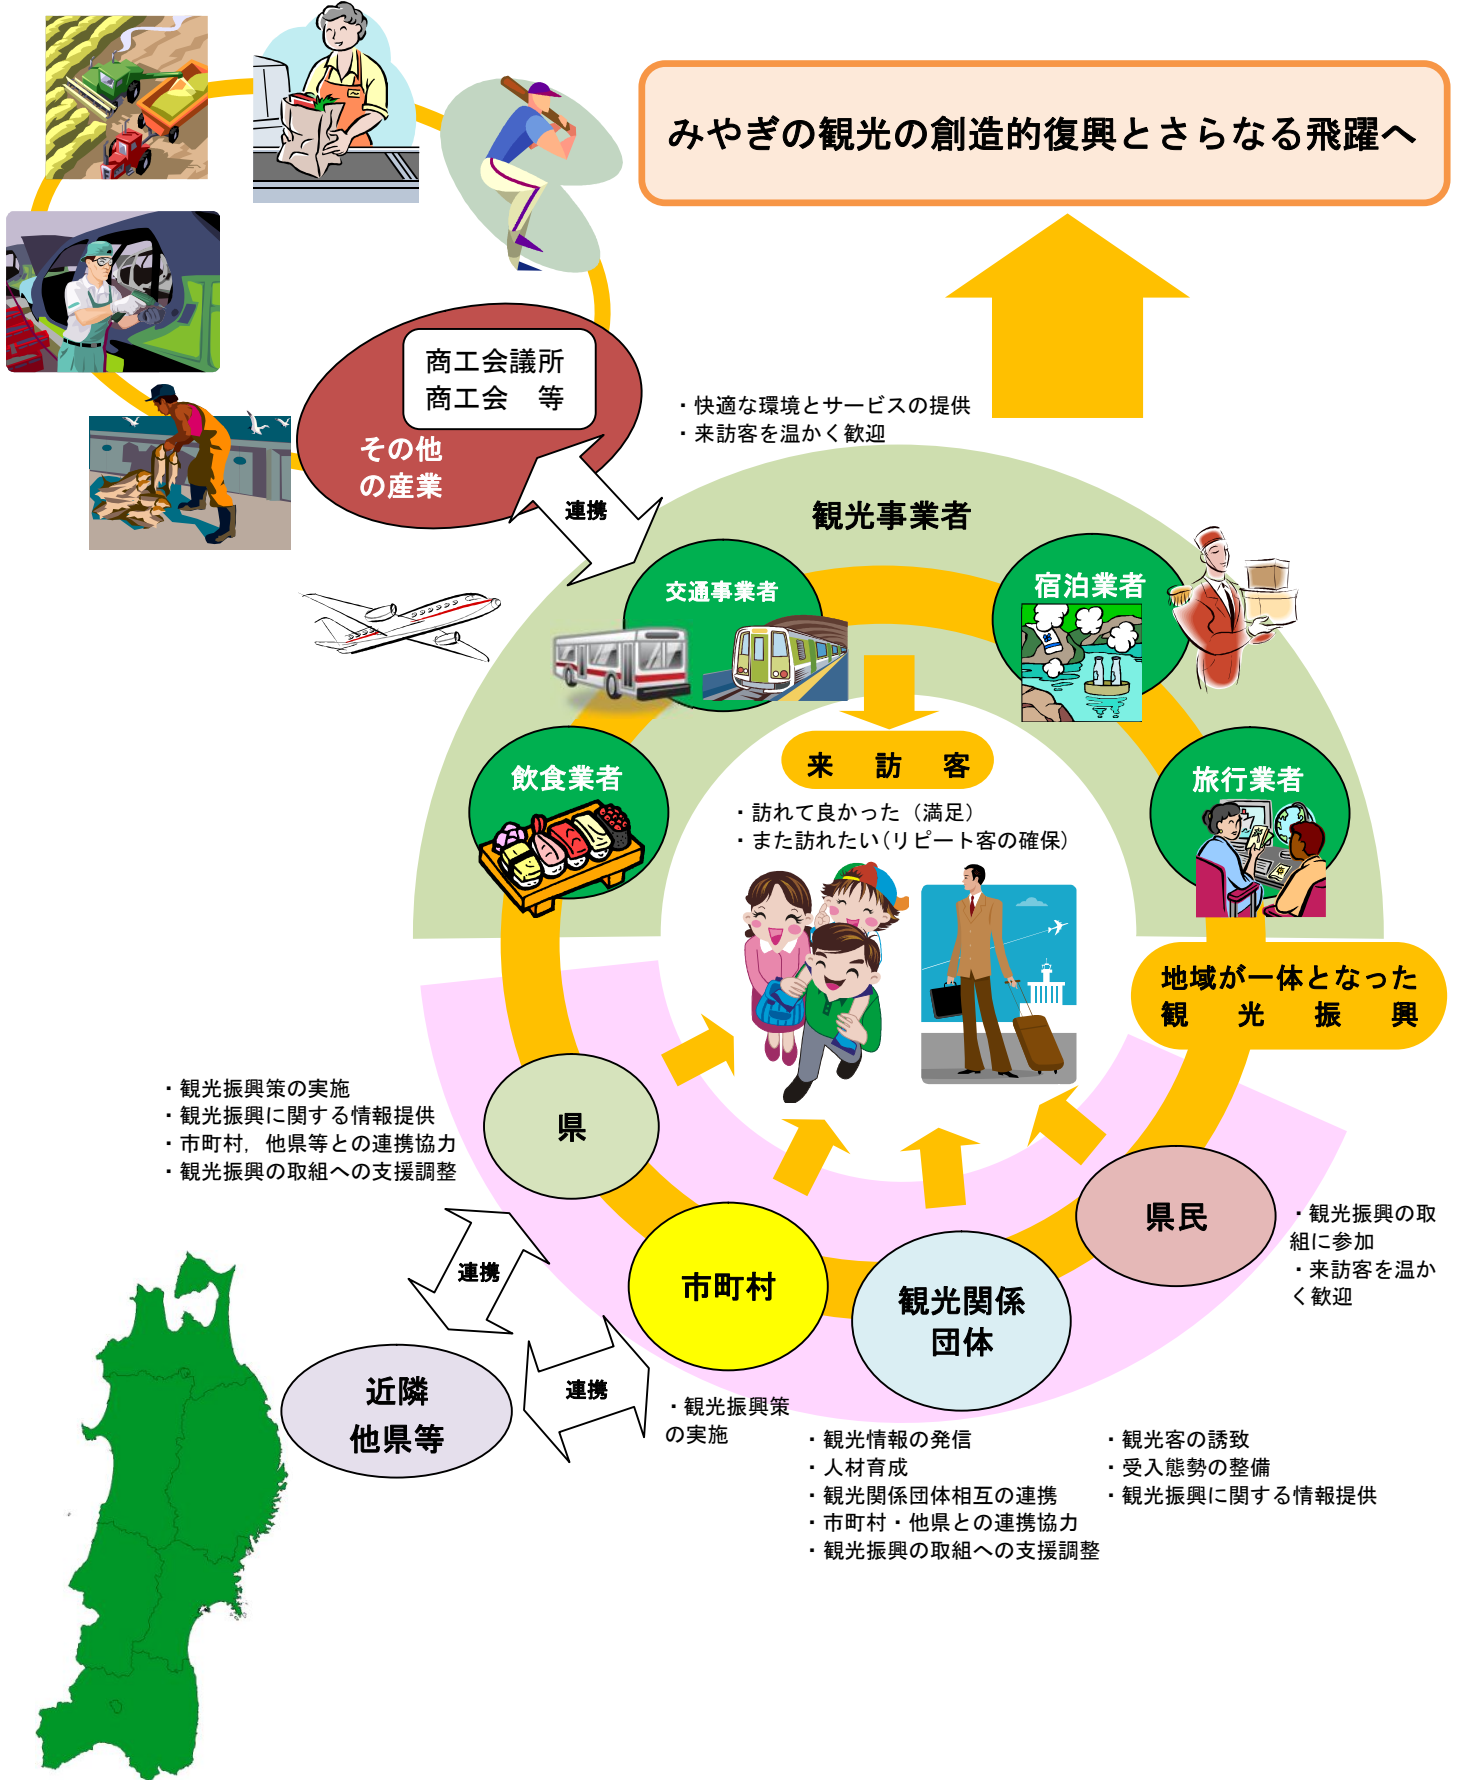 みやぎの観光の創造的復興とさらなる飛躍へ
商工会議所
商工会　等
その他
の産業
連携
・快適な環境とサービスの提供
・来訪客を温かく歓迎
観光事業者
交通事業者
宿泊業者
飲食業者
旅行業者
来　訪　客
・訪れて良かった（満足）
・また訪れたい（リピート客の確保）
地域が一体となった
観　光　振　興
・観光振興策の実施
・観光振興に関する情報提供
・市町村，他県等との連携協力
・観光振興の取組への支援調整
県
県民
・観光振興の取
組に参加
・来訪客を温か
く歓迎
連携
市町村
観光関係
団体
近隣
他県等
連携
・観光振興策
の実施
・観光情報の発信
・人材育成
・観光関係団体相互の連携
・市町村・他県との連携協力
・観光振興の取組への支援調整
・観光客の誘致
・受入態勢の整備
・観光振興に関する情報提供